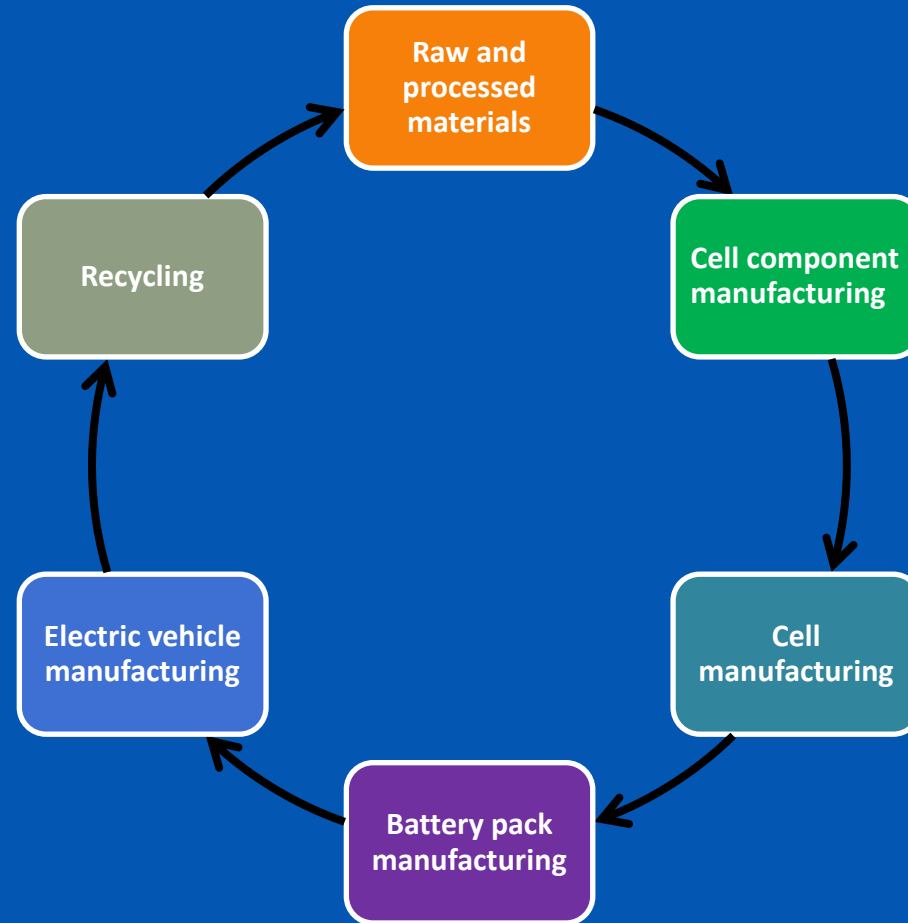 Raw and
processed
materials
Cell component
manufacturing
Cell
manufacturing
Battery pack
manufacturing
Electric vehicle
manufacturing
Recycling